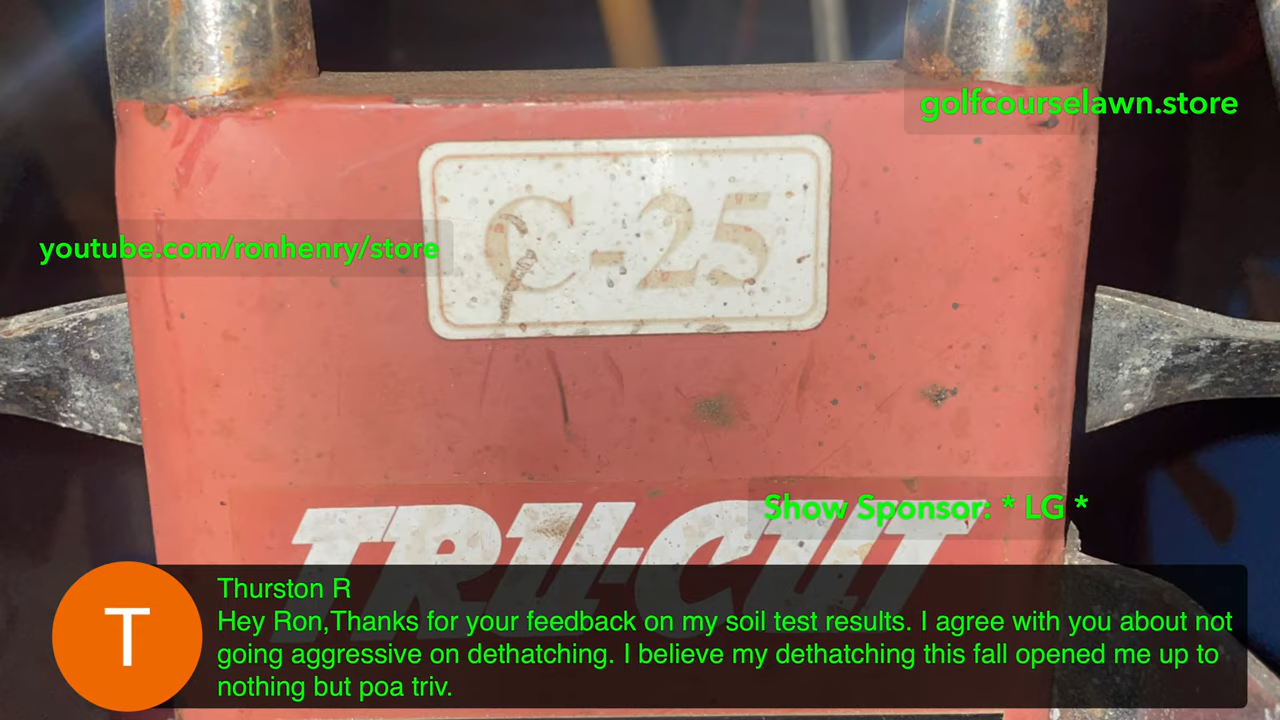 golfcourselawn.store
C-25
youtube.com/ronhenry/store
TRU-CUT
Show Sponsor: * LG *
T
Thurston R
Hey Ron,Thanks for your feedback on my soil test results. I agree with you about not
going aggressive on dethatching. I believe my dethatching this fall opened me up to
nothing but poa triv.